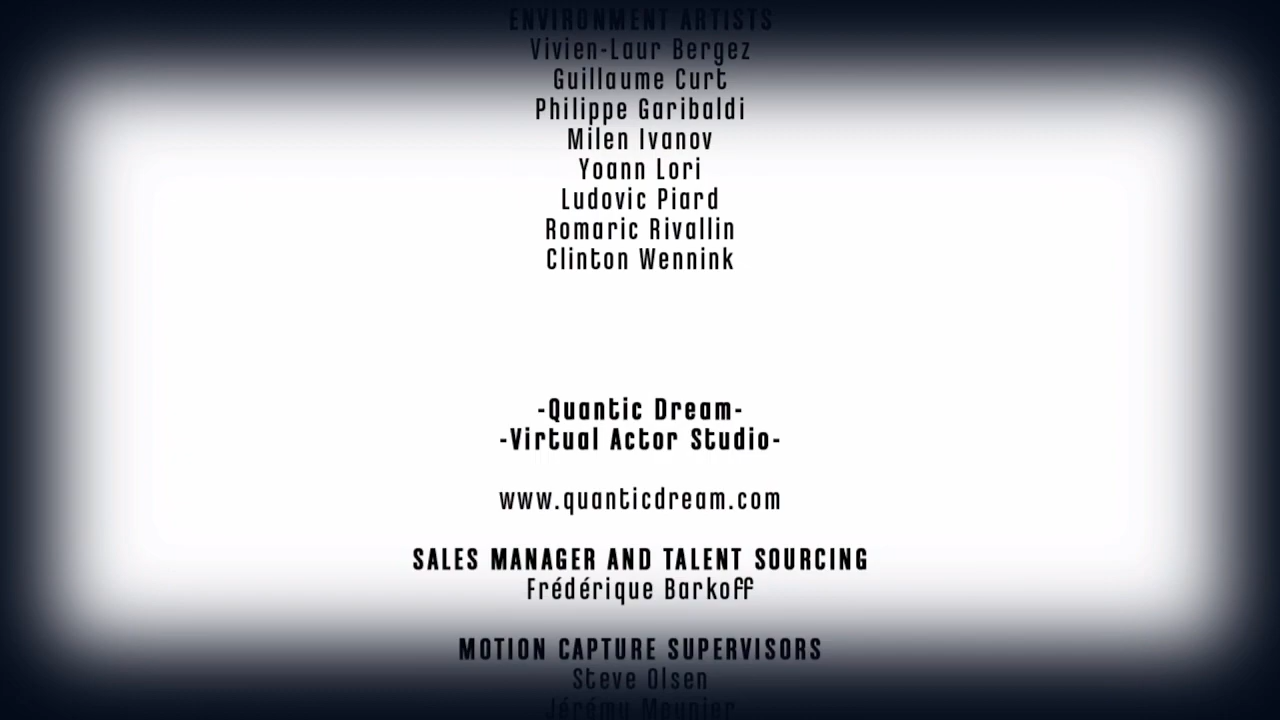 ENVIRONMENT ARTISTS
Vivien-Laur Bergez
Guillaume Curt
Philippe Garibaldi
Milen Ivanov
Yoann Lori
Ludovic Piard
Romaric Rivallin
Clinton Wennink
-Quantic Dream-
-Virtual Actor Studio-
www.quanticdream.com
SALES MANAGER AND TALENT SOURCING
Frédérique Barkoff
MOTION CAPTURE SUPERVISORS
Steve Olsen
Jérémy Meunier